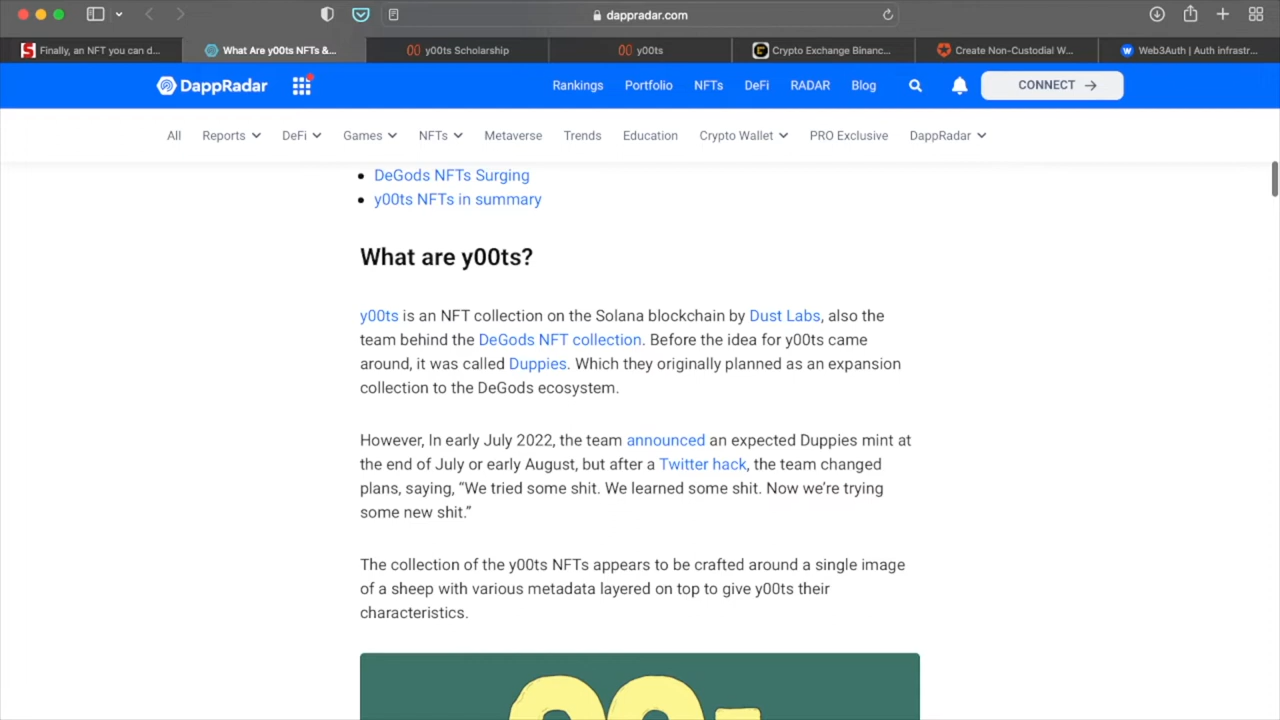 dappradar.com
Finally, an NFT you can d...
What Are y00ts NFTs &...
y00ts Scholarship
y00ts
Crypto Exchange Binanc...
Create Non-Custodial W...
Web3Auth | Auth infrastr...
DappRadar
Rankings
Portfolio
NFTs
DeFi
RADAR
Blog
CONNECT
All
Reports
DeFi
Games
NFTs
Metaverse
Trends
Education
Crypto Wallet
PRO Exclusive
DappRadar
DeGods NFTs Surging
y00ts NFTs in summary
What are y00ts?
y00ts is an NFT collection on the Solana blockchain by Dust Labs, also the
team behind the DeGods NFT collection. Before the idea for y00ts came
around, it was called Duppies. Which they originally planned as an expansion
collection to the DeGods ecosystem.
However, In early July 2022, the team announced an expected Duppies mint at
the end of July or early August, but after a Twitter hack, the team changed
plans, saying, “We tried some shit. We learned some shit. Now we’re trying
some new shit.”
The collection of the y00ts NFTs appears to be crafted around a single image
of a sheep with various metadata layered on top to give y00ts their
characteristics.